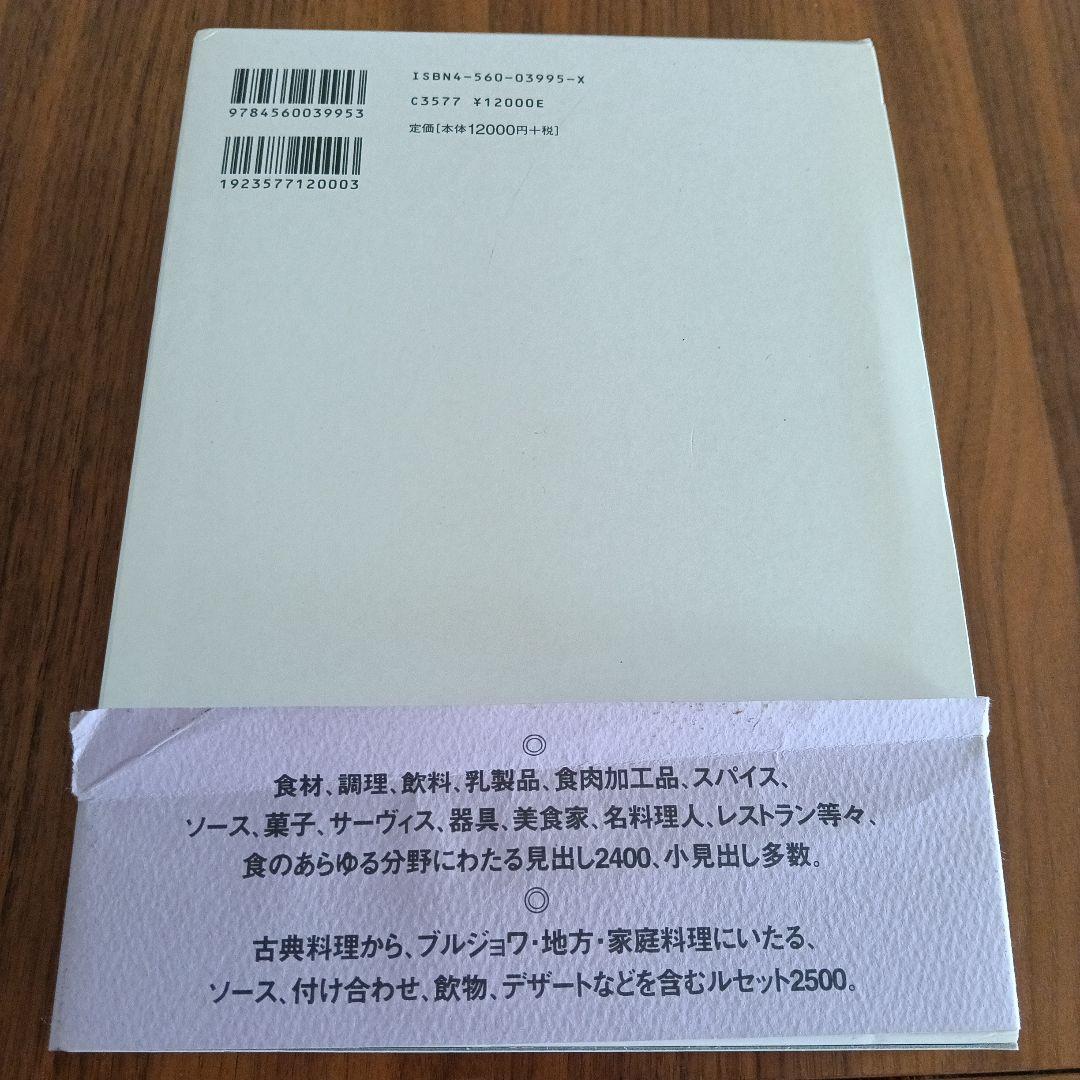 9784560039953
1923577120003
ISBN4-560-03995-X
C3577 ¥12000E
定価[本体12000円+税]
◎
食材、調理、飲料、乳製品、食肉加工品、スパイス、
ソース、菓子、サーヴィス、器具、美食家、名料理人、レストラン等々、
食のあらゆる分野にわたる見出し2400、小見出し多数。
◎
古典料理から、ブルジョワ・地方・家庭料理にいたる、
ソース、付け合わせ、飲物、デザートなどを含むルセット2500。